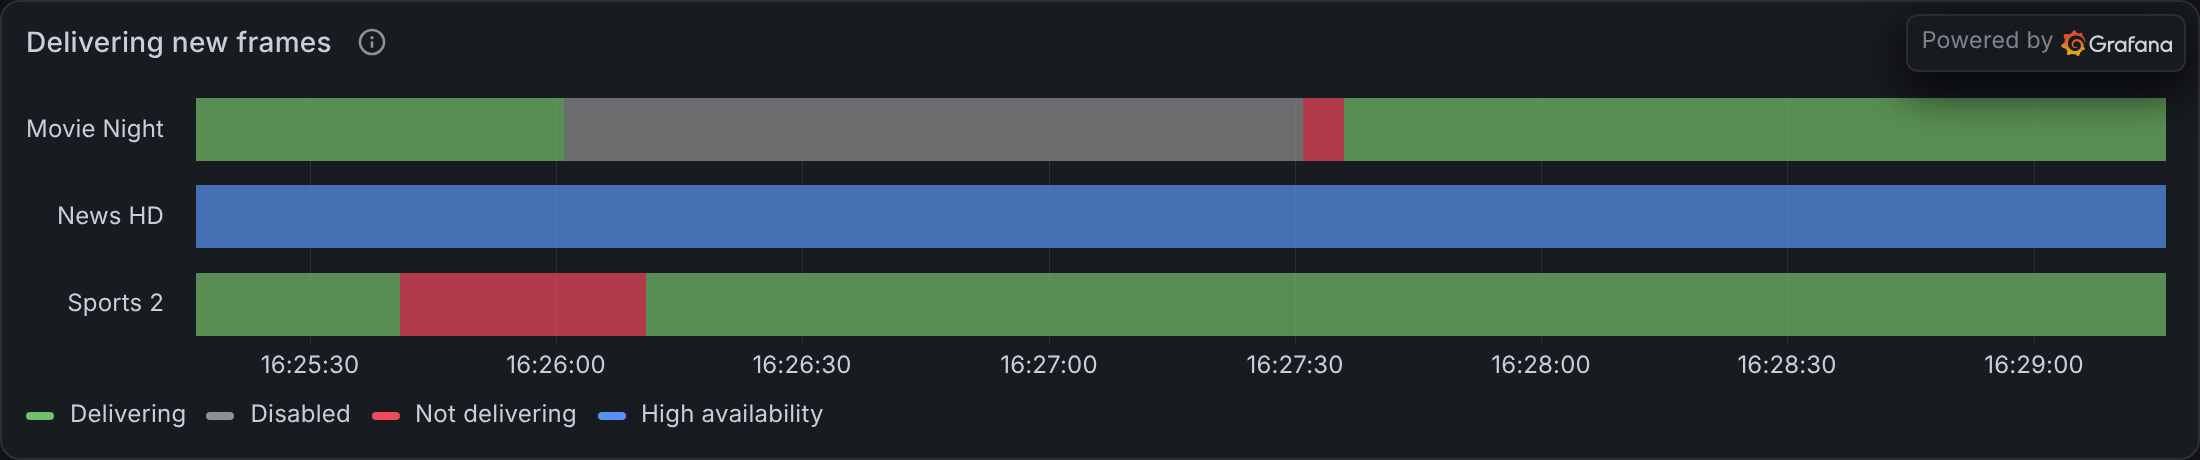 Delivering new frames
Powered by Grafana
Movie Night
News HD
Sports 2
16:25:30 16:26:00 16:26:30 16:27:00 16:27:30 16:28:00 16:28:30 16:29:00
Delivering Disabled Not delivering High availability